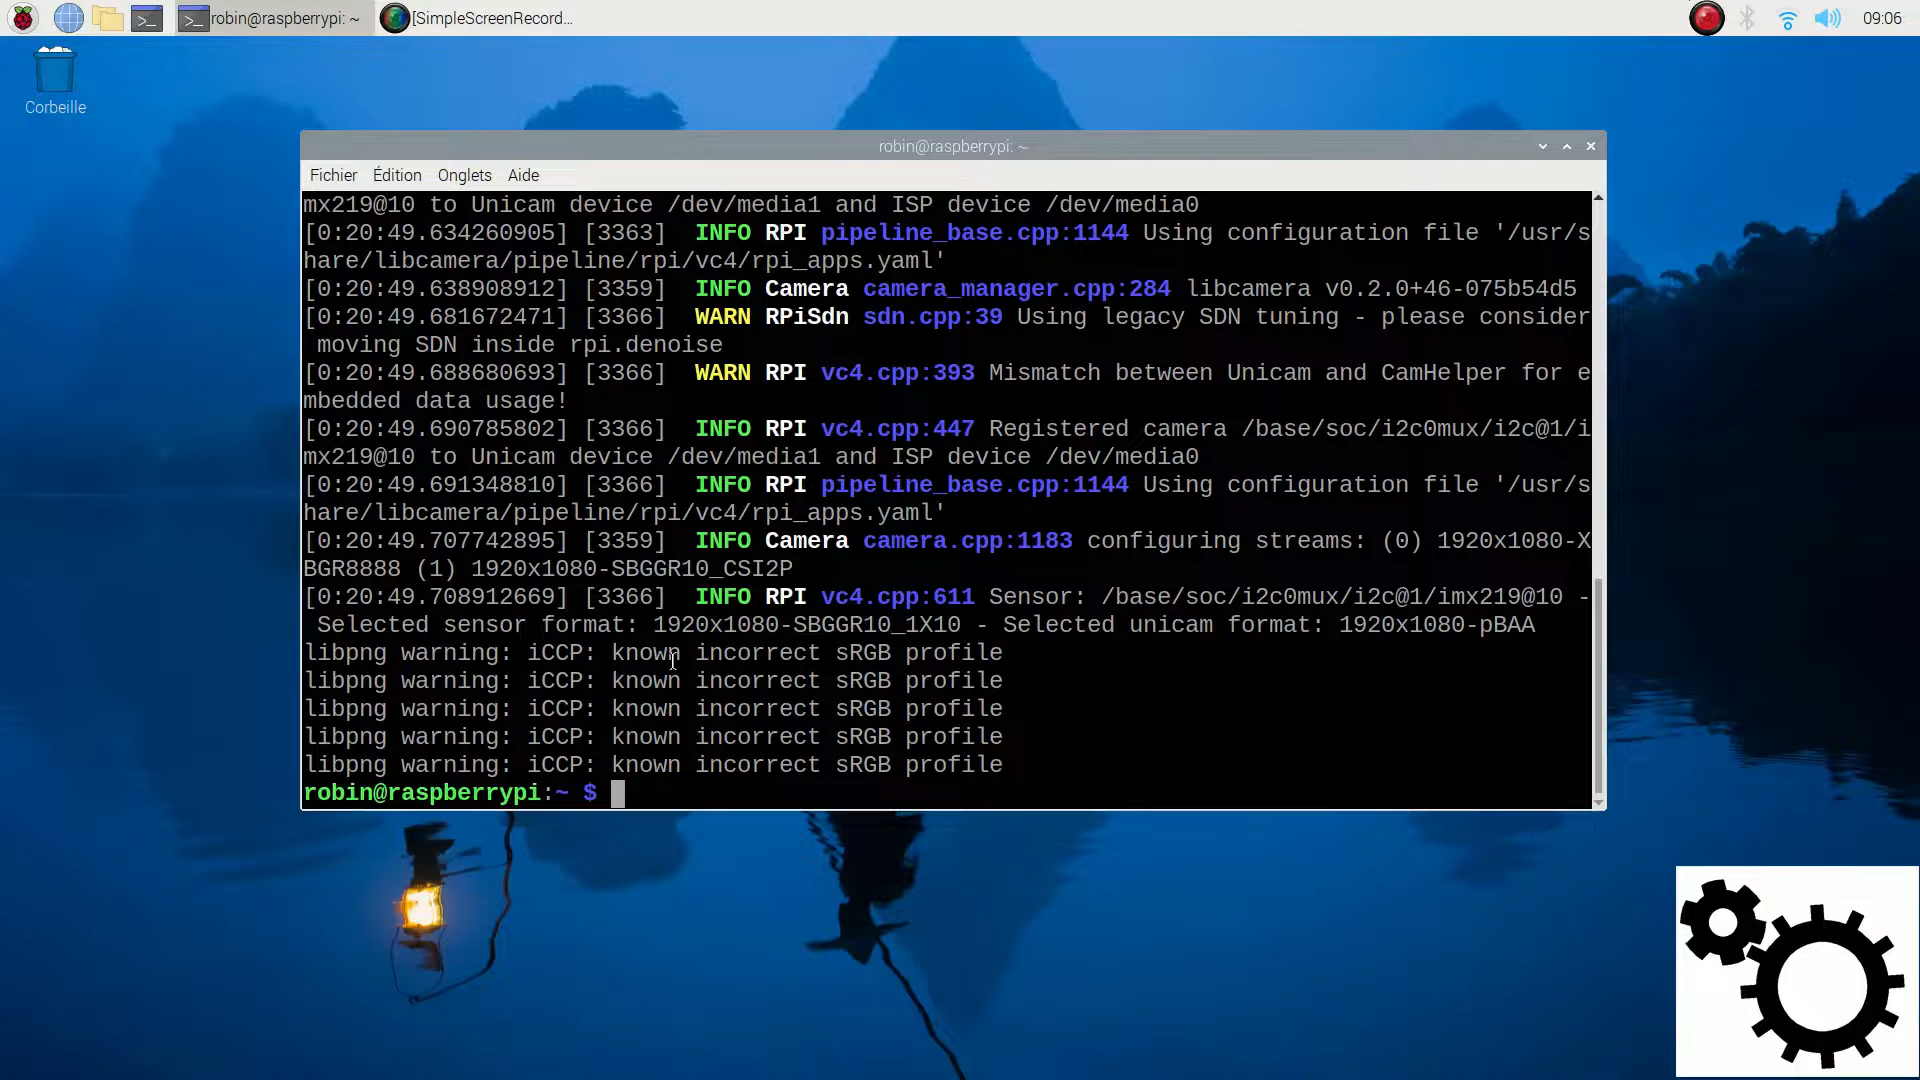 robin@raspberrypi: ~
[SimpleScreenRecord...
09:06
Corbeille
robin@raspberrypi: ~
Fichier Édition Onglets Aide
mx219@10 to Unicam device /dev/media1 and ISP device /dev/media0
[0:20:49.634260905] [3363]  INFO RPI pipeline_base.cpp:1144 Using configuration file '/usr/s
hare/libcamera/pipeline/rpi/vc4/rpi_apps.yaml'
[0:20:49.638908912] [3359]  INFO Camera camera_manager.cpp:284 libcamera v0.2.0+46-075b54d5
[0:20:49.681672471] [3366]  WARN RPiSdn sdn.cpp:39 Using legacy SDN tuning - please consider
 moving SDN inside rpi.denoise
[0:20:49.688680693] [3366]  WARN RPI vc4.cpp:393 Mismatch between Unicam and CamHelper for e
mbedded data usage!
[0:20:49.690785802] [3366]  INFO RPI vc4.cpp:447 Registered camera /base/soc/i2c0mux/i2c@1/i
mx219@10 to Unicam device /dev/media1 and ISP device /dev/media0
[0:20:49.691348810] [3366]  INFO RPI pipeline_base.cpp:1144 Using configuration file '/usr/s
hare/libcamera/pipeline/rpi/vc4/rpi_apps.yaml'
[0:20:49.707742895] [3359]  INFO Camera camera.cpp:1183 configuring streams: (0) 1920x1080-X
BGR8888 (1) 1920x1080-SBGGR10_CSI2P
[0:20:49.708912669] [3366]  INFO RPI vc4.cpp:611 Sensor: /base/soc/i2c0mux/i2c@1/imx219@10 -
 Selected sensor format: 1920x1080-SBGGR10_1X10 - Selected unicam format: 1920x1080-pBAA
libpng warning: iCCP: known incorrect sRGB profile
libpng warning: iCCP: known incorrect sRGB profile
libpng warning: iCCP: known incorrect sRGB profile
libpng warning: iCCP: known incorrect sRGB profile
libpng warning: iCCP: known incorrect sRGB profile
robin@raspberrypi:~ $